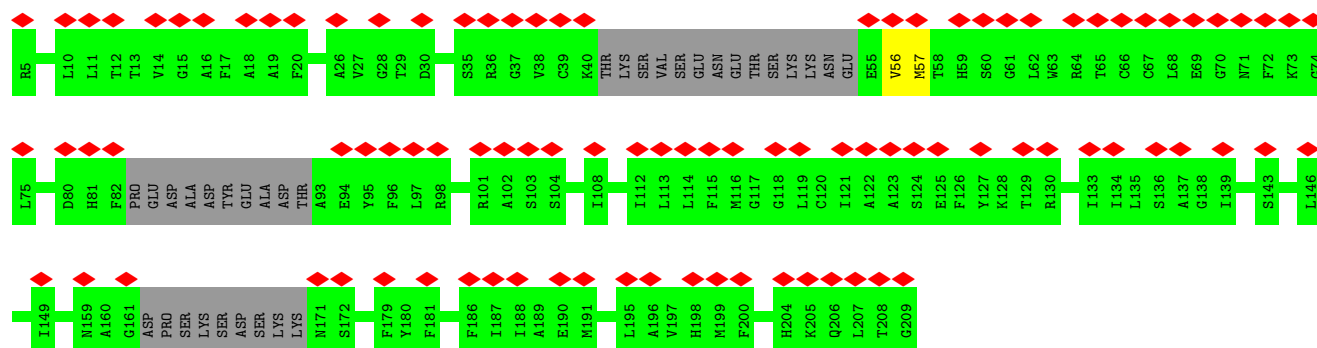 R5 L10 L11 T12 T13 V14 G15 A16 F17 A18 A19 F20 A26 V27 G28 T29 D30 S35 R36 G37 V38 C39 K40 THR LYS SER VAL SER GLU ASN GLU THR SER LYS LYS ASN GLU E55 V56 M57 T58 H59 S60 G61 L62 W63 R64 T65 C66 C67 L68 E69 G70 N71 F72 K73 G74
L75 D80 H81 F82 PRO GLU ASP ALA ASP TYR GLU ALA ASP THR A93 E94 Y95 F96 L97 R98 R101 A102 S103 S104 I108 I112 L113 L114 F115 M116 G117 G118 L119 C120 I121 A122 A123 S124 E125 F126 Y127 K128 T129 R130 I133 I134 L135 S136 A137 G138 I139 S143 L146
I149 N159 A160 G161 ASP PRO SER LYS SER ASP SER LYS LYS N171 S172 F179 Y180 F181 F186 I187 I188 A189 E190 M191 L195 A196 V197 H198 M199 F200 H204 K205 Q206 L207 T208 G209